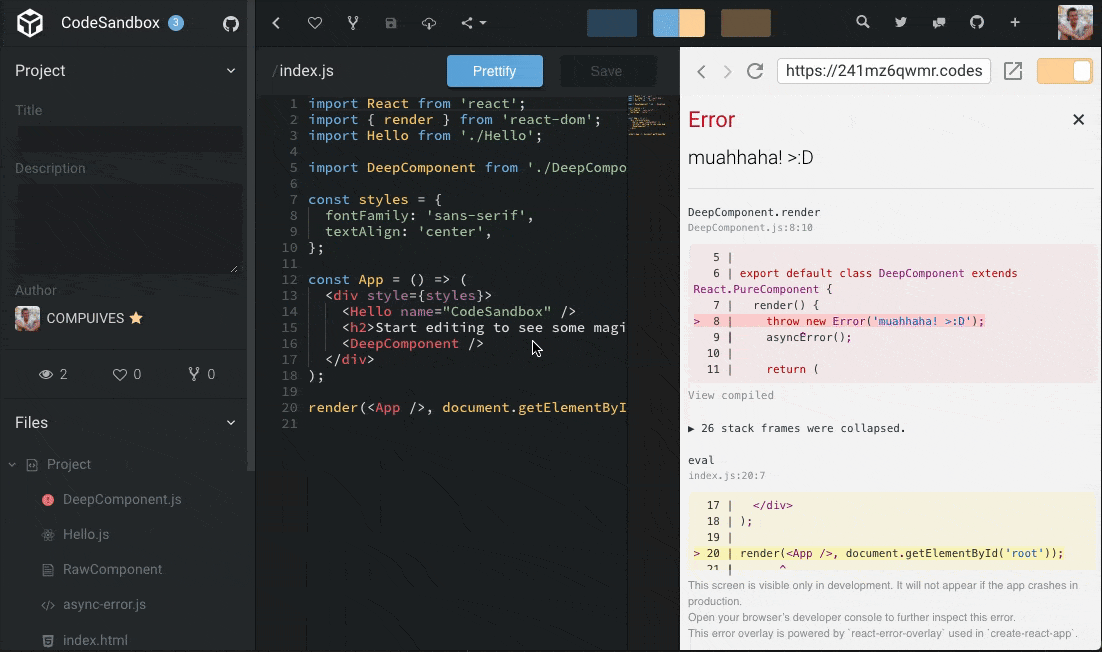 CodeSandbox 3
Project
Title
Description
Author
COMPUIVES
2 0 0
Files
Project
DeepComponent.js
Hello.js
RawComponent
async-error.js
index.html
/index.js
Prettify
Save
1 import React from 'react';
2 import { render } from 'react-dom';
3 import Hello from './Hello';
4
5 import DeepComponent from './DeepCompo
6
7 const styles = {
8 fontFamily: 'sans-serif',
9 textAlign: 'center',
10 };
11
12 const App = () => (
13 <div style={styles}>
14 <Hello name="CodeSandbox" />
15 <h2>Start editing to see some magi
16 <DeepComponent />
17 </div>
18 );
19
20 render(<App />, document.getElementByI
21
https://241mz6qwmr.codes
Error
muahhaha! >:D
DeepComponent.render
DeepComponent.js:8:10
5 |
6 | export default class DeepComponent extends
React.PureComponent {
7 | render() {
> 8 | throw new Error('muahhaha! >:D');
9 | asyncError();
10 |
11 | return (
View compiled
▶ 26 stack frames were collapsed.
eval
index.js:20:7
17 | </div>
18 | );
19 |
> 20 | render(<App />, document.getElementById('root'));
21 | ^
This screen is visible only in development. It will not appear if the app crashes in
production.
Open your browser's developer console to further inspect this error.
This error overlay is powered by `react-error-overlay` used in `create-react-app`.